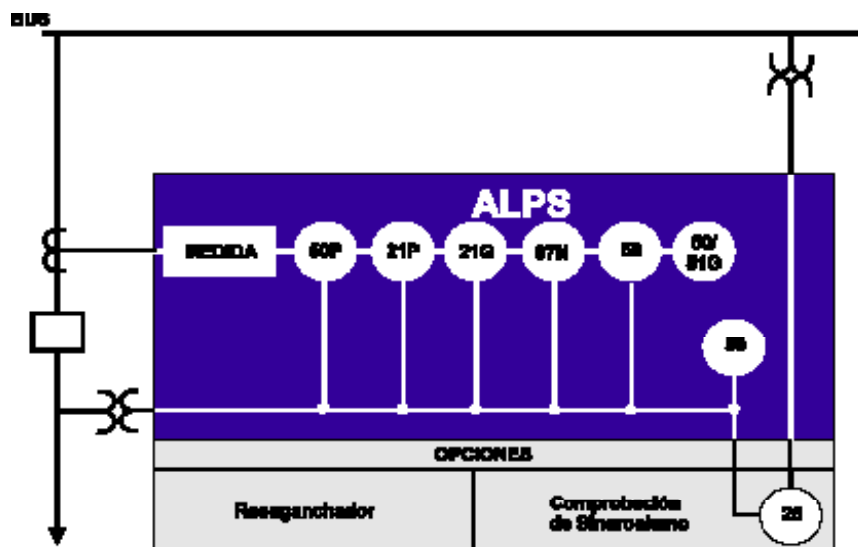 BUS
ALPS
MEDIDA
50P
21P
21G
67N
50/
51G
59
OPCIONES
Reenganchador
Comprobación
de Sincronismo
25